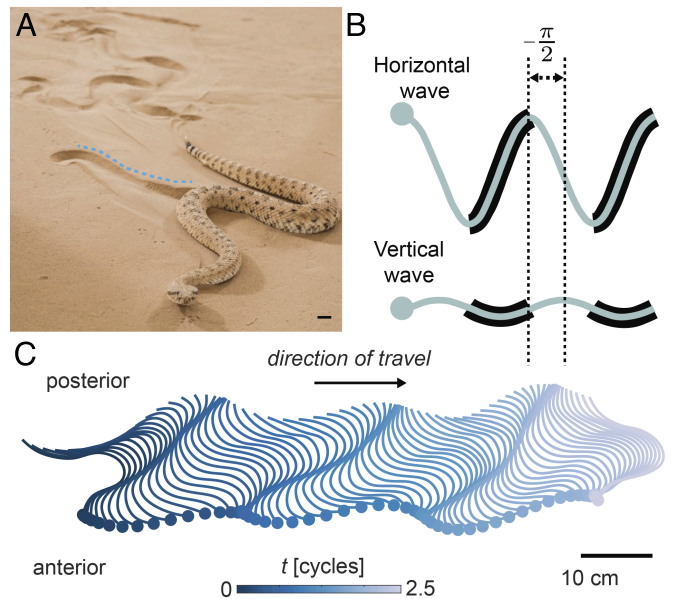 A
B
-π/2
Horizontal
wave
Vertical
wave
C
direction of travel
posterior
anterior
t [cycles]
0
2.5
10 cm